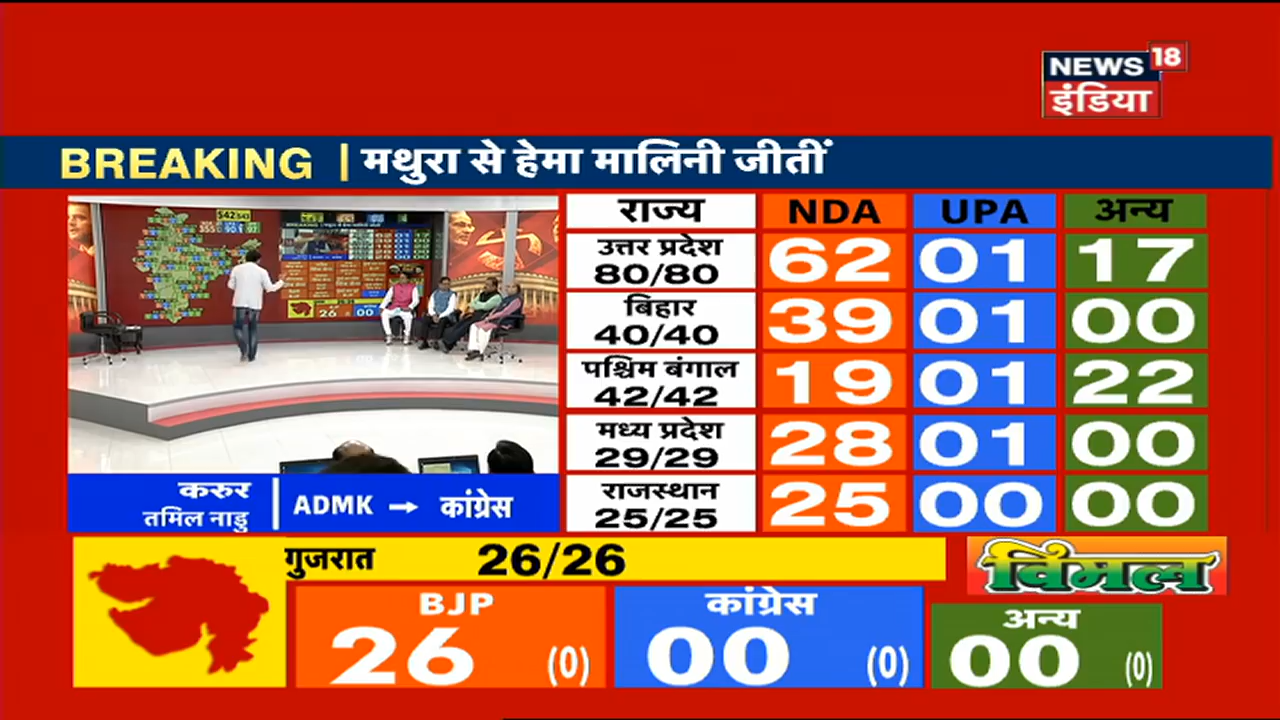 NEWS 18
इंडिया
BREAKING | मथुरा से हेमा मालिनी जीतीं
राज्य NDA UPA अन्य
उत्तर प्रदेश
80/80 62 01 17
बिहार
40/40 39 01 00
पश्चिम बंगाल
42/42 19 01 22
मध्य प्रदेश
29/29 28 01 00
राजस्थान
25/25 25 00 00
करुर
तमिल नाडु
ADMK → कांग्रेस
गुजरात 26/26
विमल
BJP कांग्रेस अन्य
26 (0) 00 (0) 00 (0)